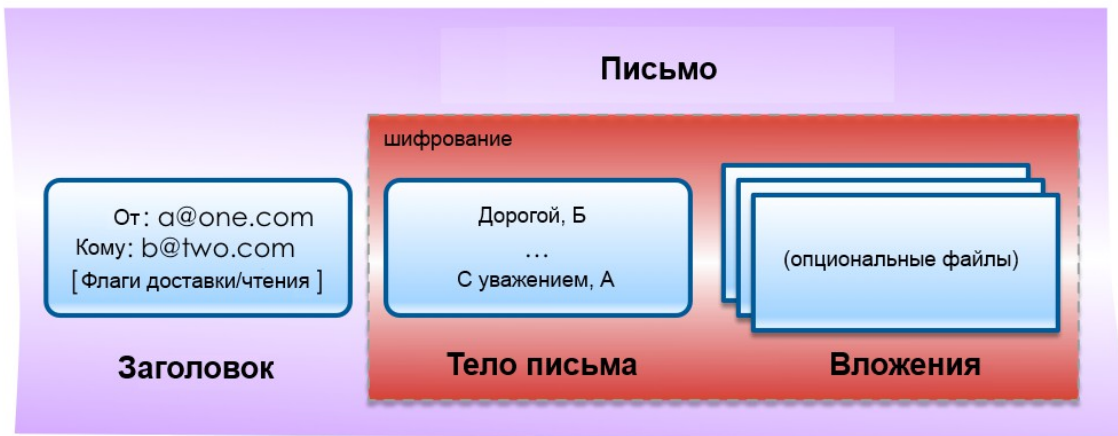 Письмо
шифрование
От: a@one.com
Кому: b@two.com
[ Флаги доставки/чтения ]
Заголовок
Дорогой, Б
...
С уважением, А
Тело письма
(опциональные файлы)
Вложения